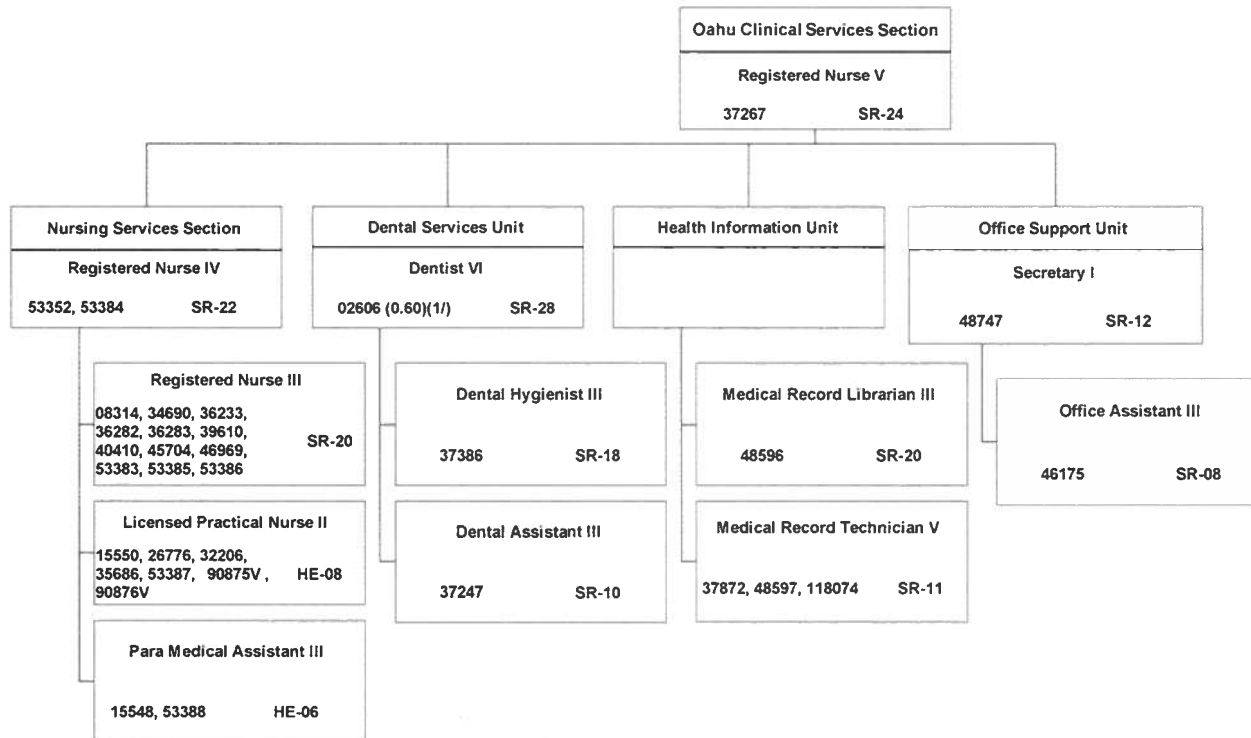 Oahu Clinical Services Section
Registered Nurse V
37267 SR-24
Nursing Services Section
Registered Nurse IV
53352, 53384 SR-22
Registered Nurse III
08314, 34690, 36233,
36282, 36283, 39610,
40410, 45704, 46969,
53383, 53385, 53386
SR-20
Licensed Practical Nurse II
15550, 26776, 32206,
35686, 53387, 90875V , HE-08
90876V
Para Medical Assistant III
15548, 53388 HE-06
Dental Services Unit
Dentist VI
02606 (0.60)(1/) SR-28
Dental Hygienist III
37386 SR-18
Dental Assistant III
37247 SR-10
Health Information Unit
Medical Record Librarian III
48596 SR-20
Medical Record Technician V
37872, 48597, 118074 SR-11
Office Support Unit
Secretary I
48747 SR-12
Office Assistant III
46175 SR-08